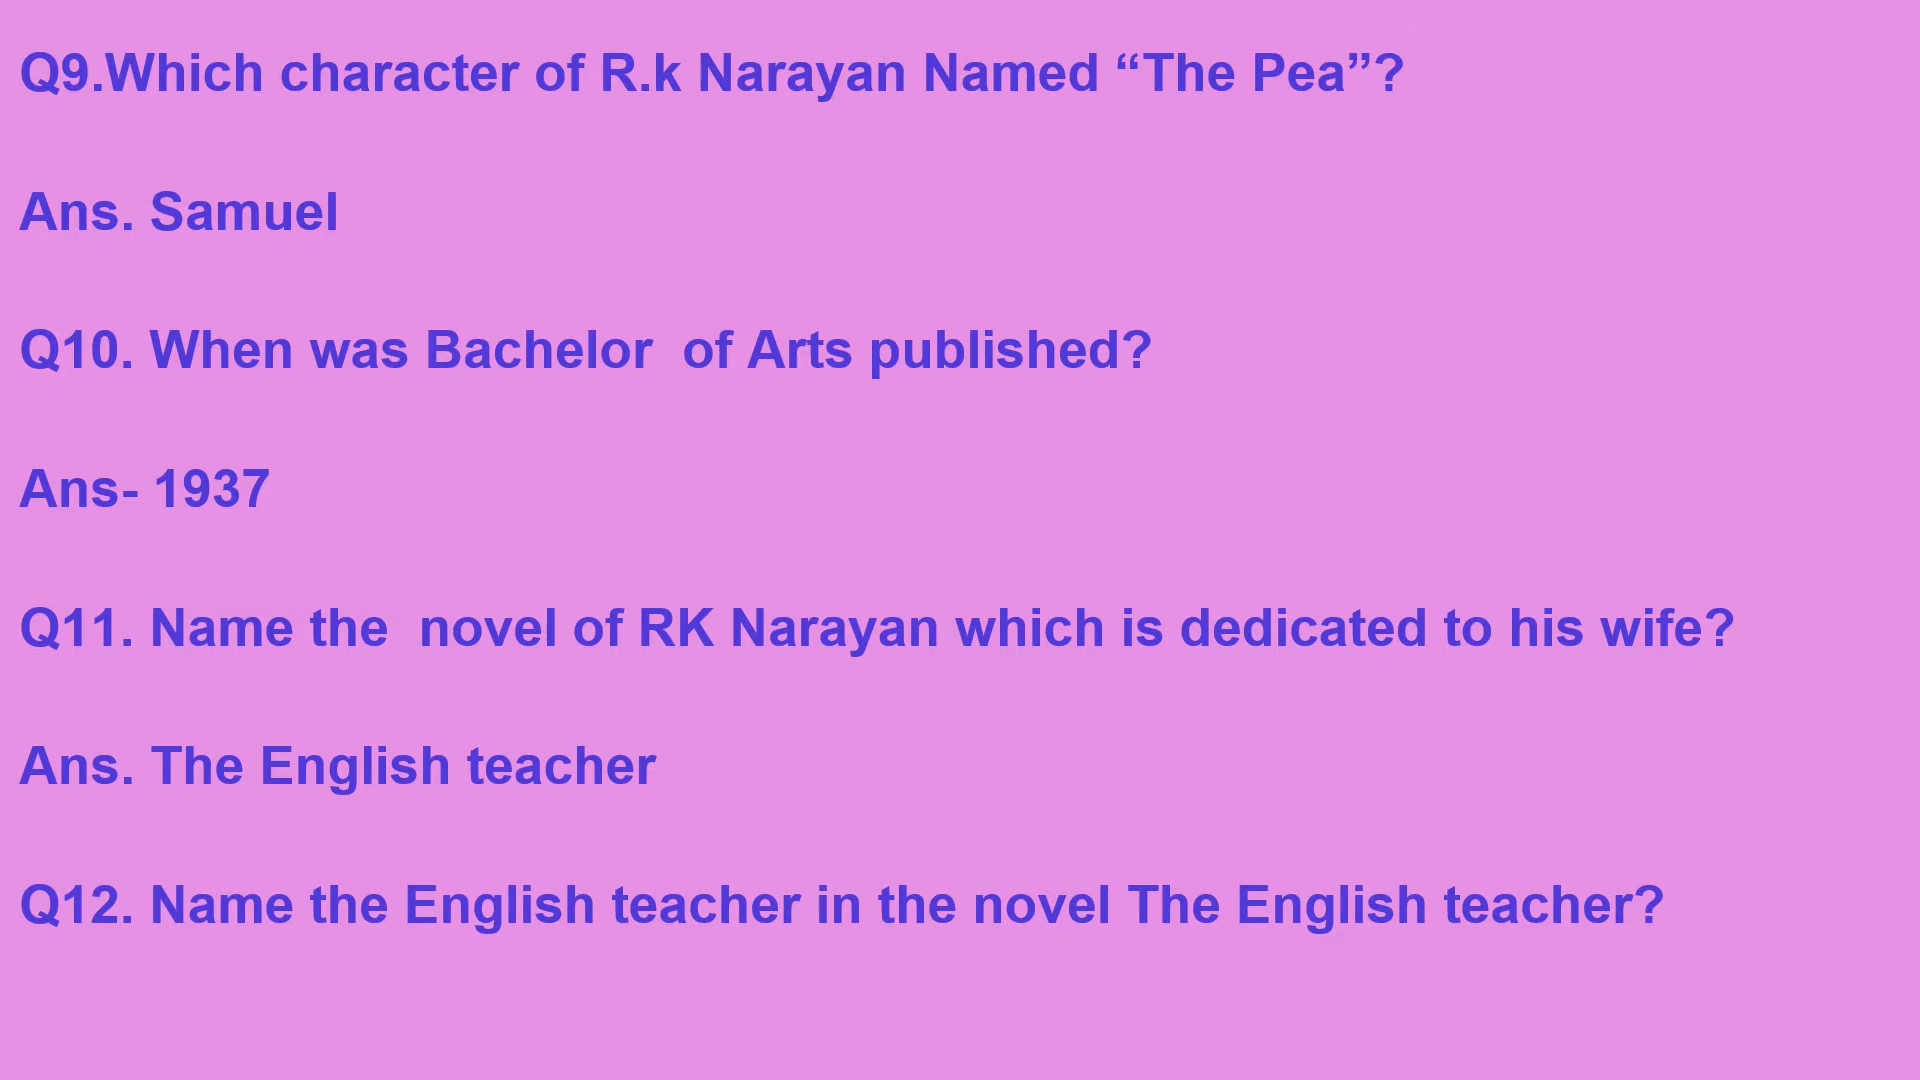 Q9.Which character of R.k Narayan Named “The Pea”?
Ans. Samuel
Q10. When was Bachelor  of Arts published?
Ans- 1937
Q11. Name the  novel of RK Narayan which is dedicated to his wife?
Ans. The English teacher
Q12. Name the English teacher in the novel The English teacher?